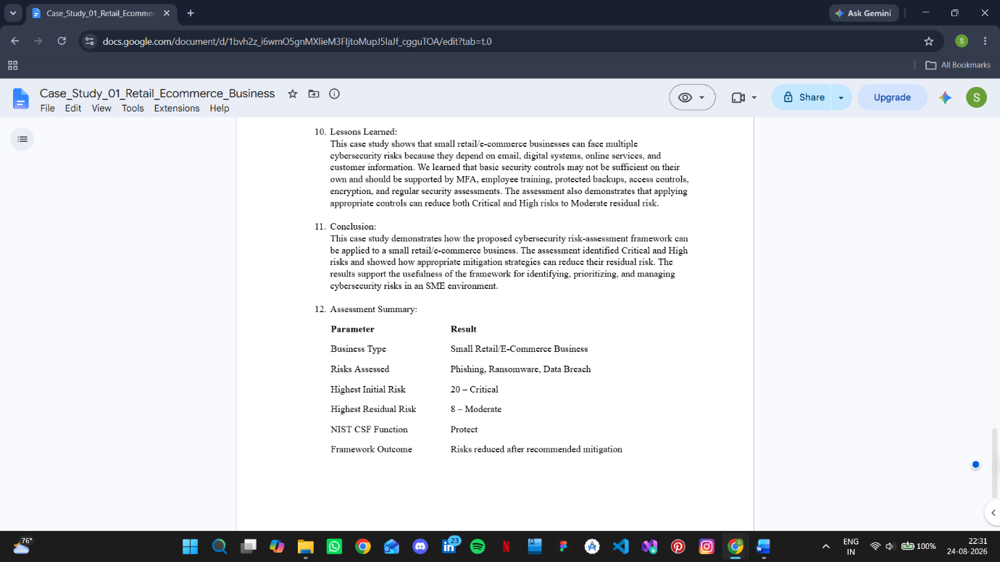 Case_Study_01_Retail_Ecommer
Ask Gemini
docs.google.com/document/d/1bvh2z_i6wmO5gnMXlieM3FIjtoMupJ5IaJf_cgguTOA/edit?tab=t.0
S
All Bookmarks
Case_Study_01_Retail_Ecommerce_Business
File Edit View Tools Extensions Help
Share
Upgrade
S
10. Lessons Learned:
This case study shows that small retail/e-commerce businesses can face multiple
cybersecurity risks because they depend on email, digital systems, online services, and
customer information. We learned that basic security controls may not be sufficient on their
own and should be supported by MFA, employee training, protected backups, access controls,
encryption, and regular security assessments. The assessment also demonstrates that applying
appropriate controls can reduce both Critical and High risks to Moderate residual risk.
11. Conclusion:
This case study demonstrates how the proposed cybersecurity risk-assessment framework can
be applied to a small retail/e-commerce business. The assessment identified Critical and High
risks and showed how appropriate mitigation strategies can reduce their residual risk. The
results support the usefulness of the framework for identifying, prioritizing, and managing
cybersecurity risks in an SME environment.
12. Assessment Summary:
Parameter Result
Business Type Small Retail/E-Commerce Business
Risks Assessed Phishing, Ransomware, Data Breach
Highest Initial Risk 20 – Critical
Highest Residual Risk 8 – Moderate
NIST CSF Function Protect
Framework Outcome Risks reduced after recommended mitigation
76°
23
ENG
IN
100%
22:31
24-08-2026